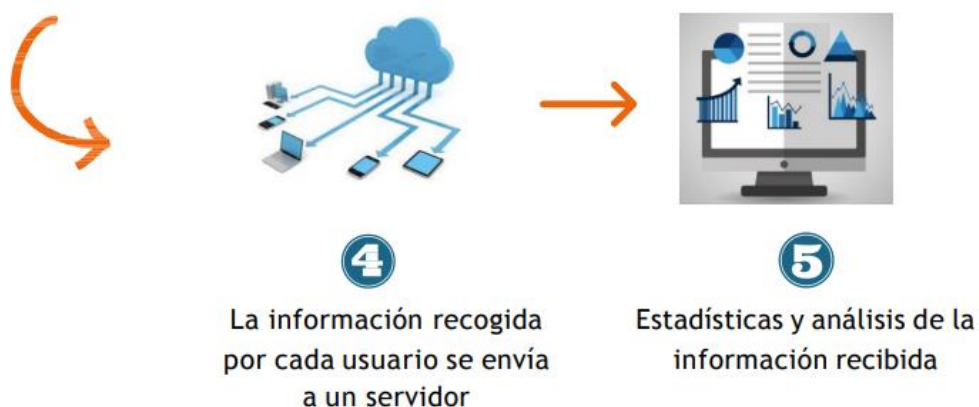 4
La información recogida
por cada usuario se envía
a un servidor
5
Estadísticas y análisis de la
información recibida